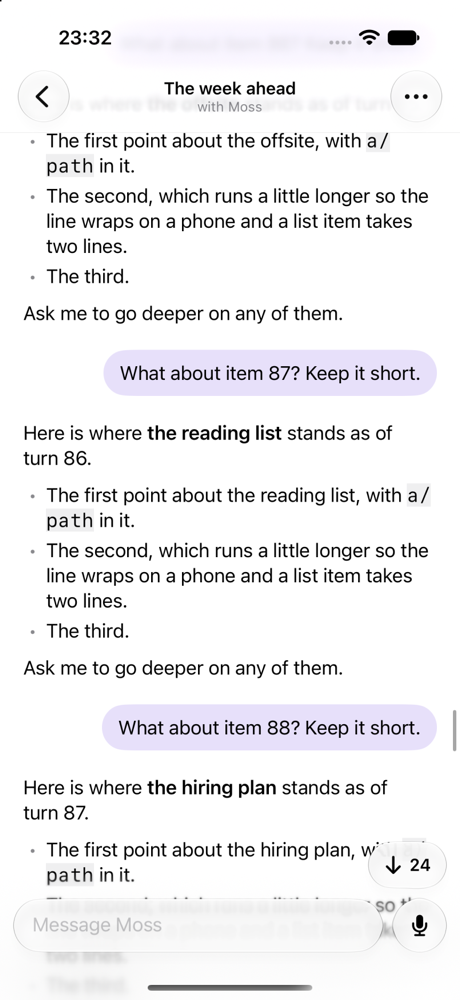 23:32
The week ahead
with Moss
The first point about the offsite, with a/
path in it.
The second, which runs a little longer so the
line wraps on a phone and a list item takes
two lines.
The third.
Ask me to go deeper on any of them.
What about item 87? Keep it short.
Here is where the reading list stands as of
turn 86.
The first point about the reading list, with a/
path in it.
The second, which runs a little longer so the
line wraps on a phone and a list item takes
two lines.
The third.
Ask me to go deeper on any of them.
What about item 88? Keep it short.
Here is where the hiring plan stands as of
turn 87.
The first point about the hiring plan,
24
path in it.
Message Moss